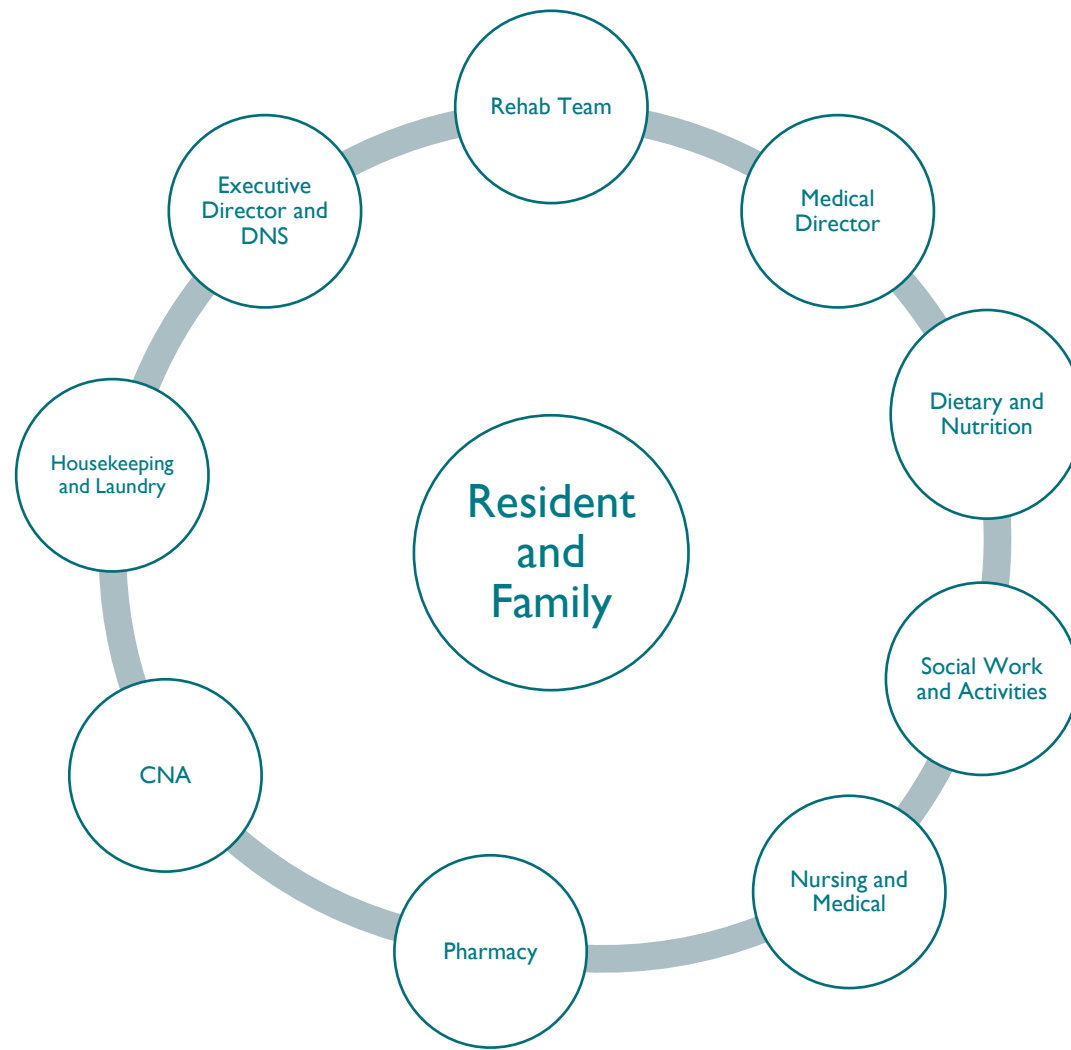 Rehab Team
Executive
Director and
DNS
Medical
Director
Dietary and
Nutrition
Housekeeping
and Laundry
Resident
and
Family
Social Work
and Activities
CNA
Nursing and
Medical
Pharmacy